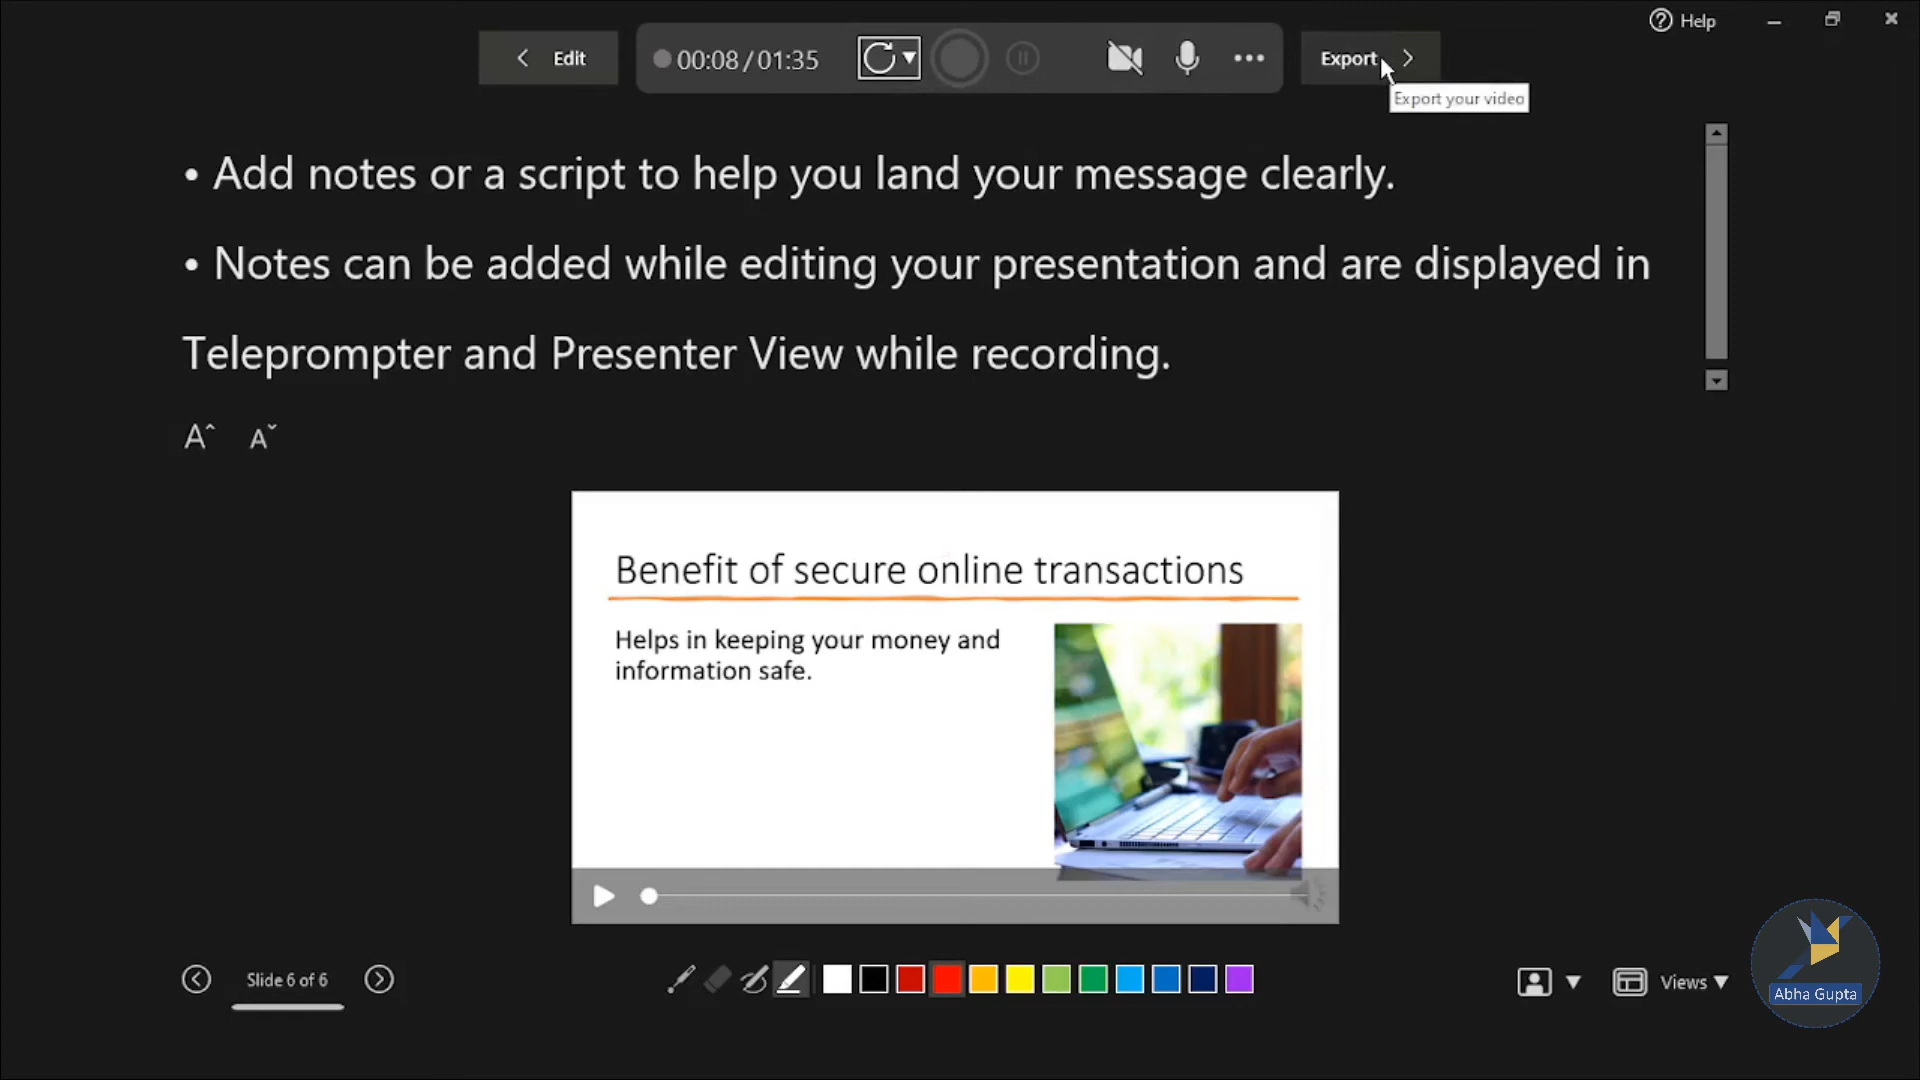 Help
Edit
00:08 / 01:35
Export
Export your video
• Add notes or a script to help you land your message clearly.
• Notes can be added while editing your presentation and are displayed in
Teleprompter and Presenter View while recording.
A A
Benefit of secure online transactions
Helps in keeping your money and
information safe.
Slide 6 of 6
Views
Abha Gupta